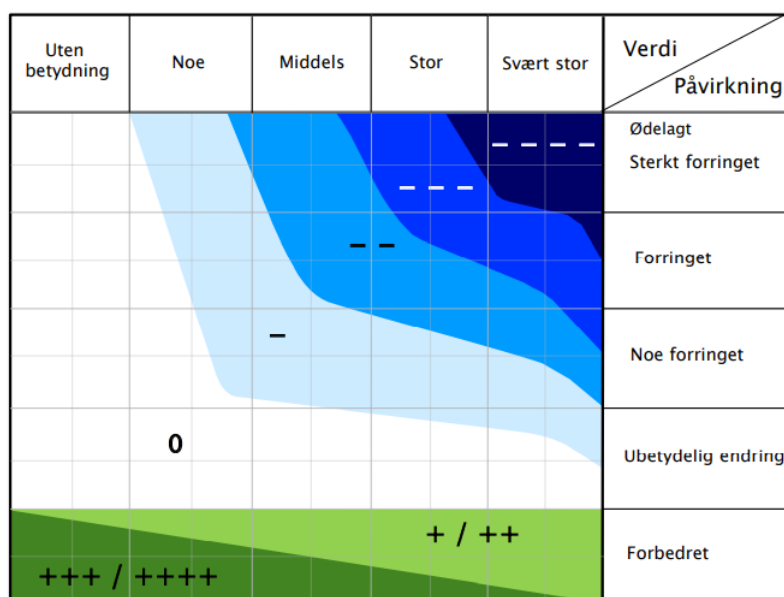 Uten
betydning
Noe
Middels
Stor
Svært stor
Verdi
Påvirkning
Ødelagt
Sterkt forringet
– – – –
– – –
– –
Forringet
–
Noe forringet
0
Ubetydelig endring
+ / ++
+++ / ++++
Forbedret